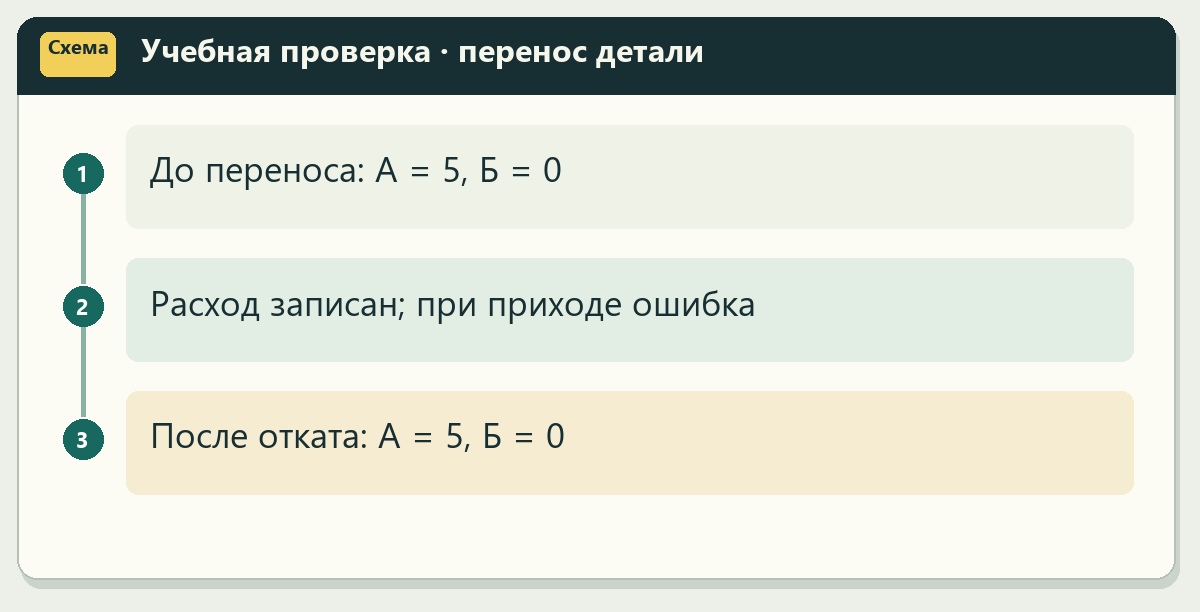 Схема
Учебная проверка · перенос детали
1
До переноса: А = 5, Б = 0
2
Расход записан; при приходе ошибка
3
После отката: А = 5, Б = 0